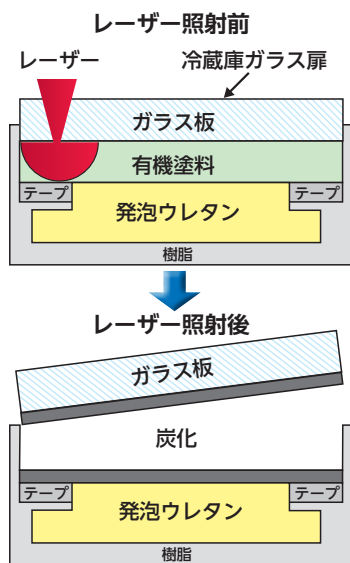 レーザー照射前
レーザー
冷蔵庫ガラス扉
ガラス板
有機塗料
テープ
テープ
発泡ウレタン
樹脂
レーザー照射後
ガラス板
炭化
テープ
テープ
発泡ウレタン
樹脂